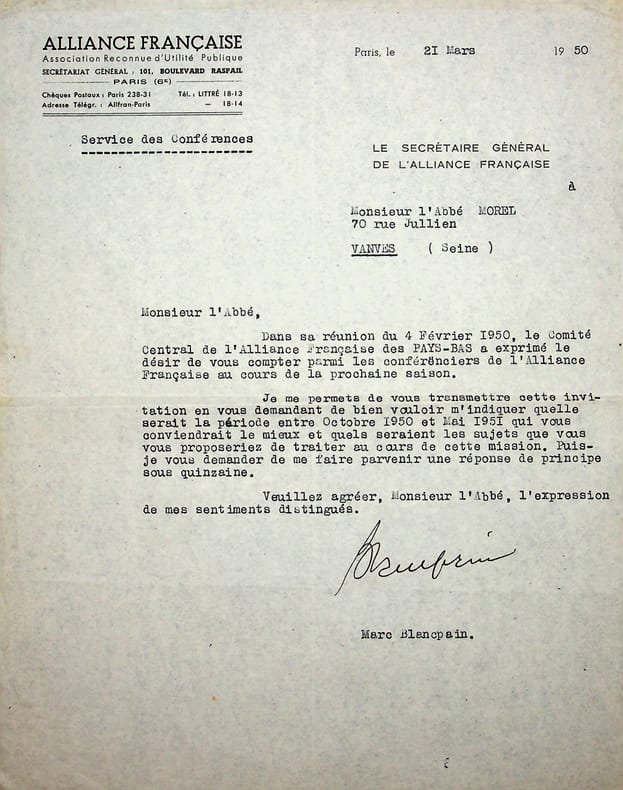 ALLIANCE FRANÇAISE
Association Reconnue d'Utilité Publique
SECRÉTARIAT GÉNÉRAL : 101, BOULEVARD RASPAIL
PARIS (6e)
Chèques Postaux : Paris 238-31 Tél. : LITTRÉ 18-13
Adresse Télégr. : Allfran-Paris — 18-14
Paris, le 21 Mars 1950
Service des Conférences
LE SECRÉTAIRE GÉNÉRAL
DE L'ALLIANCE FRANÇAISE
à
Monsieur l'Abbé MOREL
70 rue Jullien
VANVES ( Seine )
Monsieur l'Abbé,
Dans sa réunion du 4 Février 1950, le Comité
Central de l'Alliance Française des PAYS-BAS a exprimé le
désir de vous compter parmi les conférenciers de l'Alliance
Française au cours de la prochaine saison.
Je me permets de vous transmettre cette invi-
tation en vous demandant de bien vouloir m'indiquer quelle
serait la période entre Octobre 1950 et Mai 1951 qui vous
conviendrait le mieux et quels seraient les sujets que vous
vous proposeriez de traiter au cours de cette mission. Puis-
je vous demander de me faire parvenir une réponse de principe
sous quinzaine.
Veuillez agréer, Monsieur l'Abbé, l'expression
de mes sentiments distingués.
Marc Blancpain.